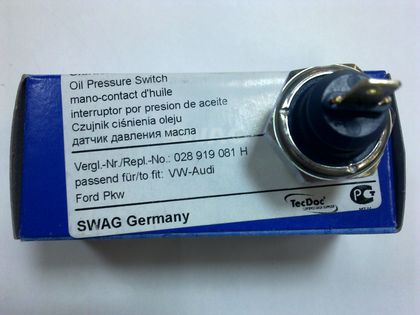 Oil Pressure Switch
mano-contact d'huile
interruptor por presion de aceite
Czujnik ciśnienia oleju
датчик давления масла
Vergl.-Nr./Repl.-No.: 028 919 081 H
passend für/to fit: VW-Audi
Ford Pkw
SWAG Germany
TecDoc